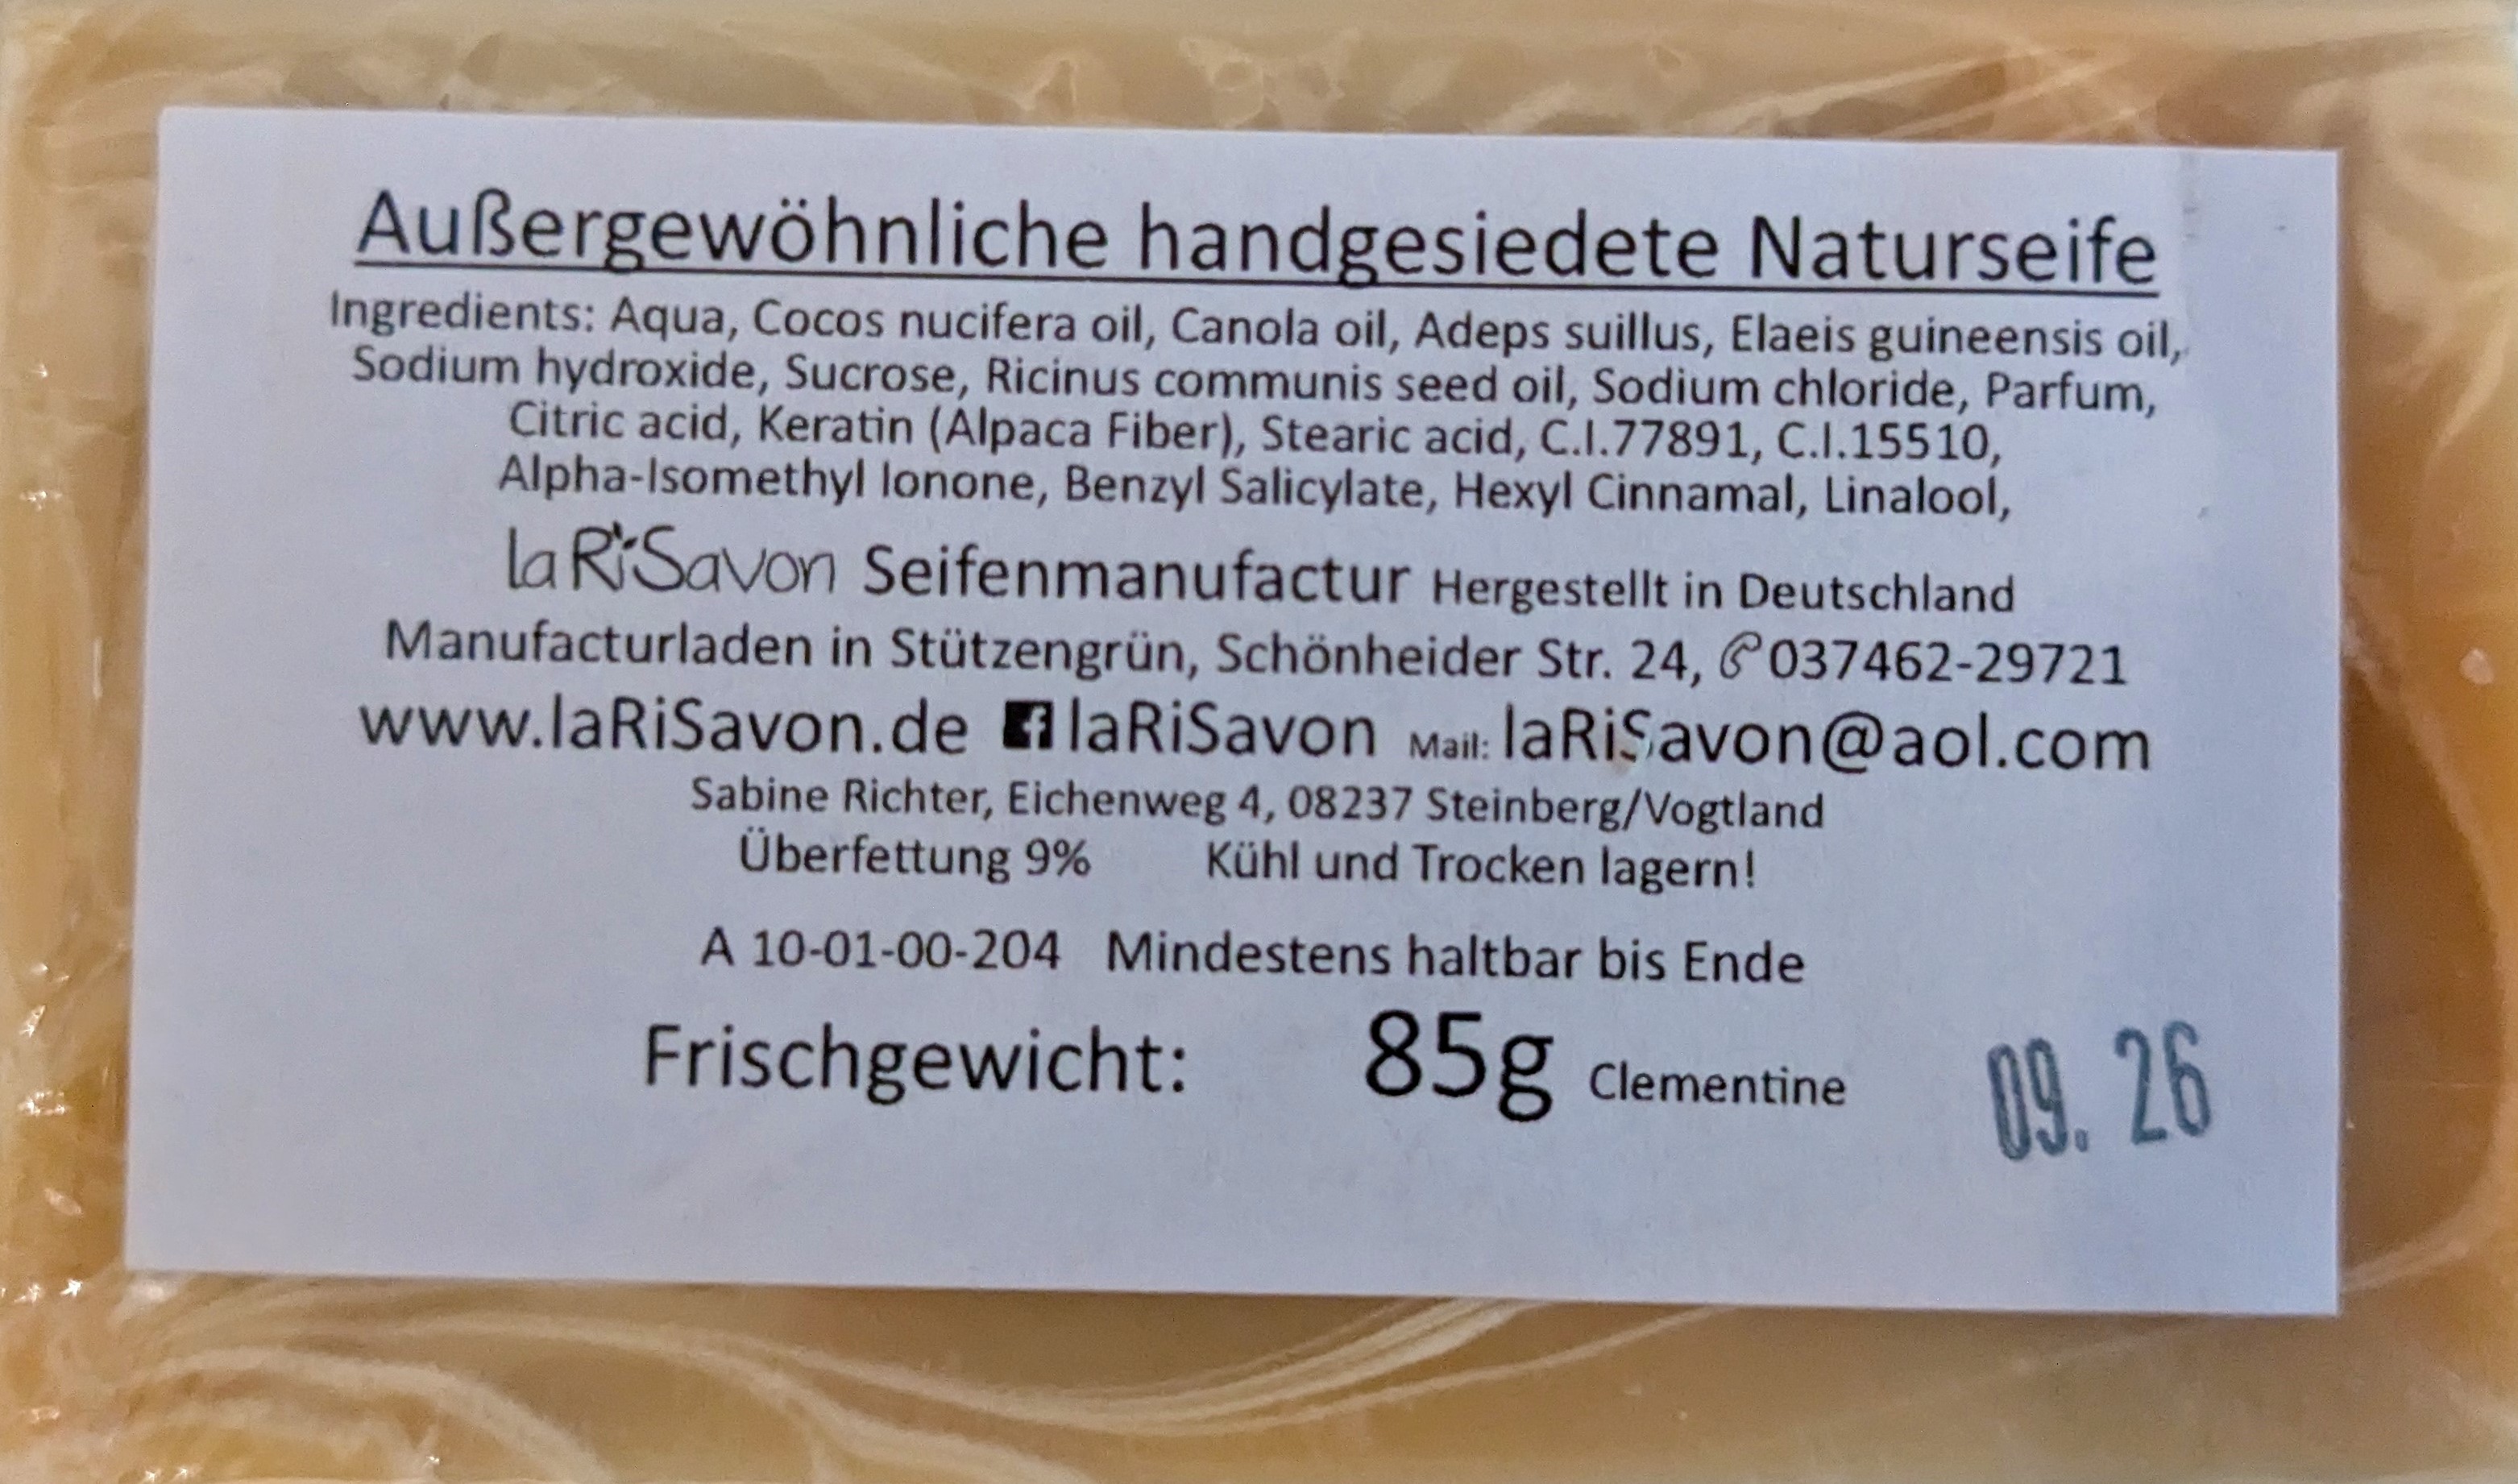 Außergewöhnliche handgesiedete Naturseife
Ingredients: Aqua, Cocos nucifera oil, Canola oil, Adeps suillus, Elaeis guineensis oil,
Sodium hydroxide, Sucrose, Ricinus communis seed oil, Sodium chloride, Parfum,
Citric acid, Keratin (Alpaca Fiber), Stearic acid, C.I.77891, C.I.15510,
Alpha-Isomethyl Ionone, Benzyl Salicylate, Hexyl Cinnamal, Linalool,
laRiSavon Seifenmanufactur Hergestellt in Deutschland
Manufacturladen in Stützengrün, Schönheider Str. 24, ✆037462-29721
www.laRiSavon.de f laRiSavon Mail: laRiSavon@aol.com
Sabine Richter, Eichenweg 4, 08237 Steinberg/Vogtland
Überfettung 9% Kühl und Trocken lagern!
A 10-01-00-204 Mindestens haltbar bis Ende
Frischgewicht: 85g Clementine 09. 26